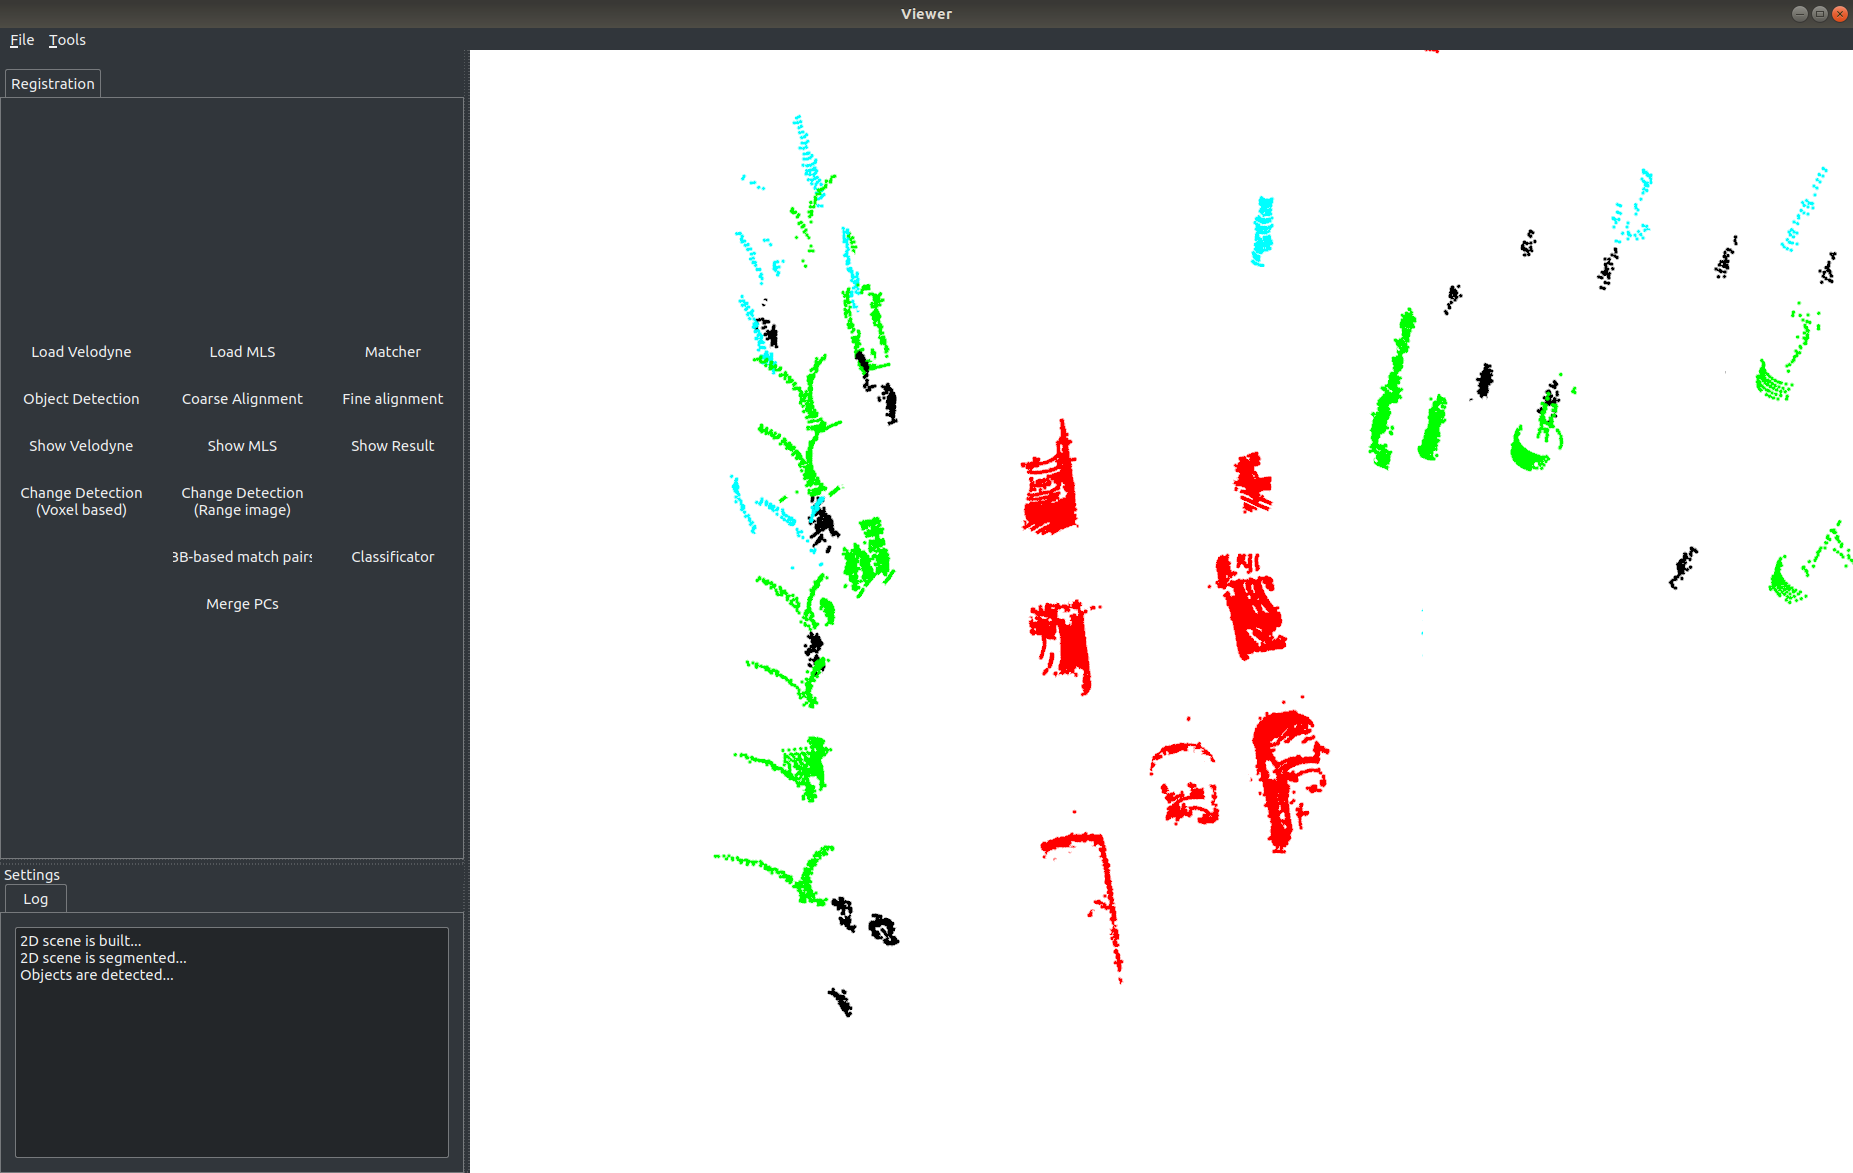 Viewer
File Tools
Registration
Load Velodyne Load MLS Matcher
Object Detection Coarse Alignment Fine alignment
Show Velodyne Show MLS Show Result
Change Detection Change Detection
(Voxel based) (Range image)
3B-based match pairs Classificator
Merge PCs
Settings
Log
2D scene is built...
2D scene is segmented...
Objects are detected...